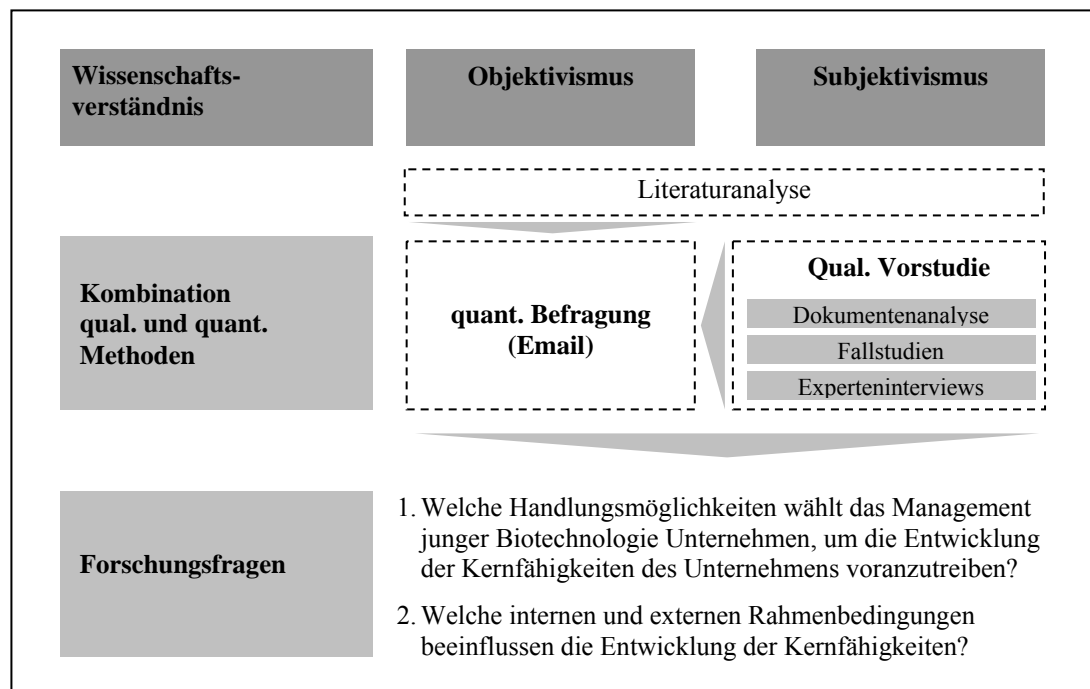 Wissenschafts-
verständnis
Objektivismus
Subjektivismus
Literaturanalyse
Kombination
qual. und quant.
Methoden
quant. Befragung
(Email)
Qual. Vorstudie
Dokumentenanalyse
Fallstudien
Experteninterviews
Forschungsfragen
1. Welche Handlungsmöglichkeiten wählt das Management
junger Biotechnologie Unternehmen, um die Entwicklung
der Kernfähigkeiten des Unternehmens voranzutreiben?
2. Welche internen und externen Rahmenbedingungen
beeinflussen die Entwicklung der Kernfähigkeiten?